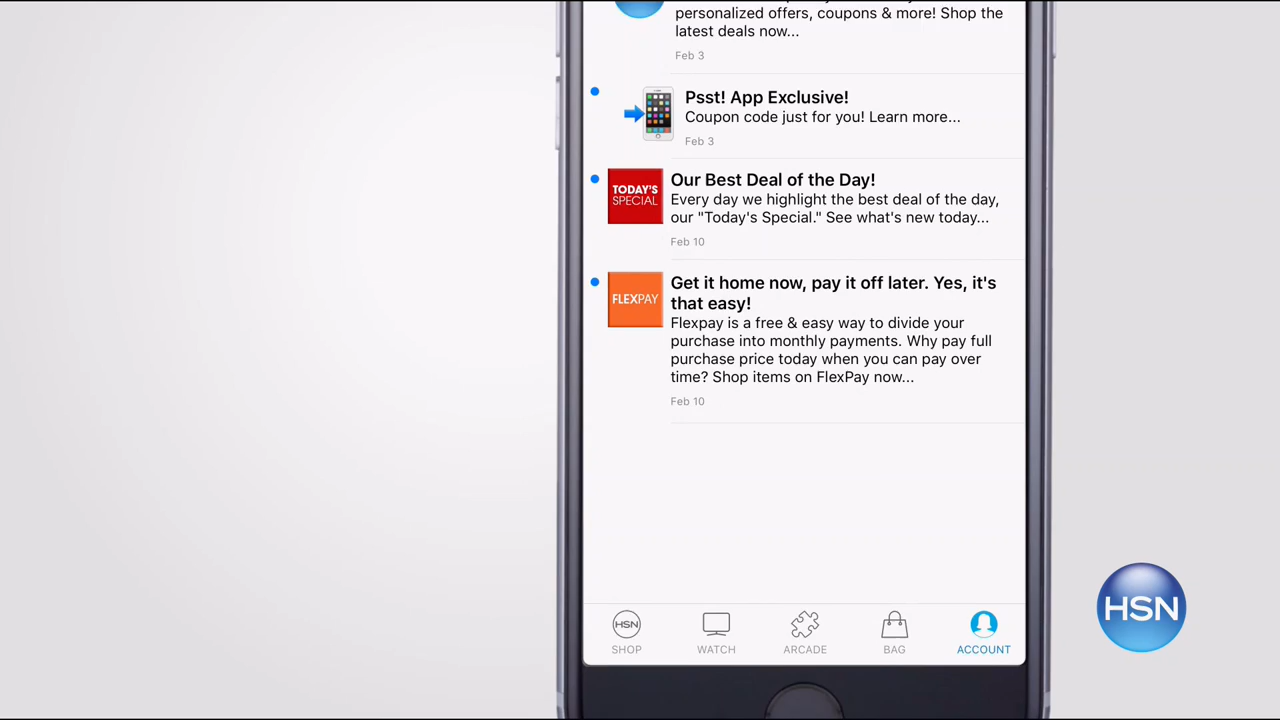 personalized offers, coupons & more! Shop the
latest deals now...
Feb 3
Psst! App Exclusive!
Coupon code just for you! Learn more...
Feb 3
TODAY'S
SPECIAL
Our Best Deal of the Day!
Every day we highlight the best deal of the day,
our "Today's Special." See what's new today...
Feb 10
FLEXPAY
Get it home now, pay it off later. Yes, it's
that easy!
Flexpay is a free & easy way to divide your
purchase into monthly payments. Why pay full
purchase price today when you can pay over
time? Shop items on FlexPay now...
Feb 10
HSN
SHOP
WATCH
ARCADE
BAG
ACCOUNT
HSN